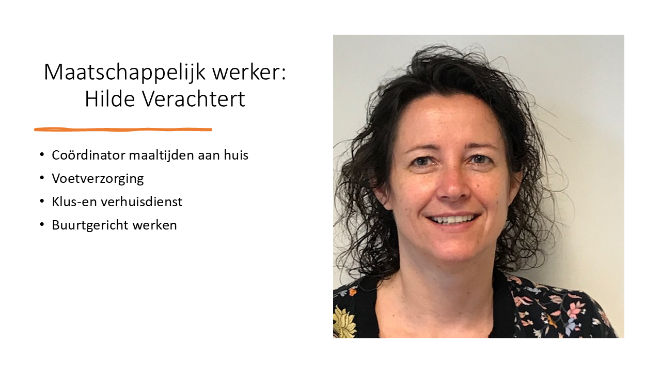 Maatschappelijk werker:
Hilde Verachtert
• Coördinator maaltijden aan huis
• Voetverzorging
• Klus-en verhuisdienst
• Buurtgericht werken